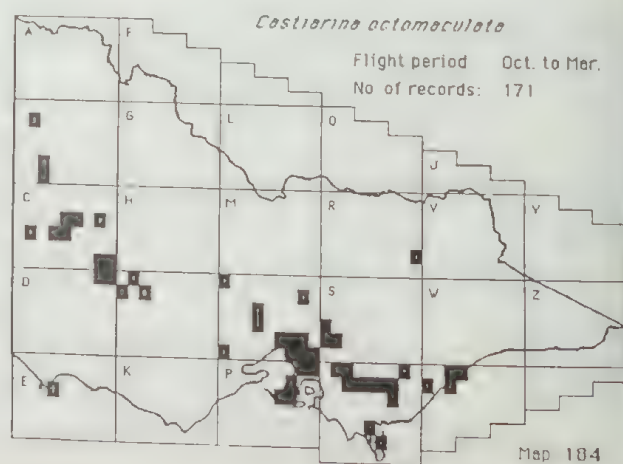 Castiarina octomaculata
Flight period Oct. to Mar.
No of records: 171
A F
G L Q
J
C H M R V Y
D S W Z
E K P
Map 184